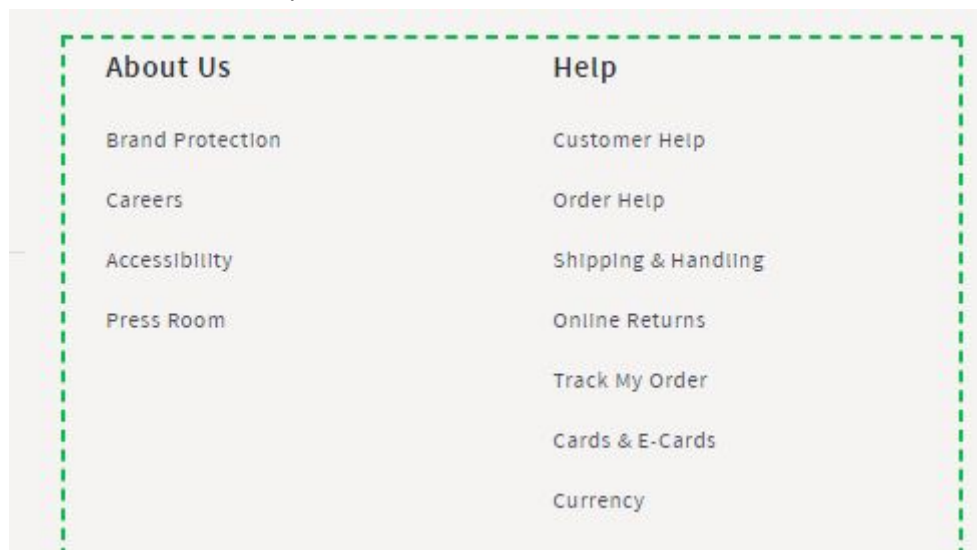 About Us
Brand Protection
Careers
Accessibility
Press Room
Help
Customer Help
Order Help
Shipping & Handling
Online Returns
Track My Order
Cards & E-Cards
Currency